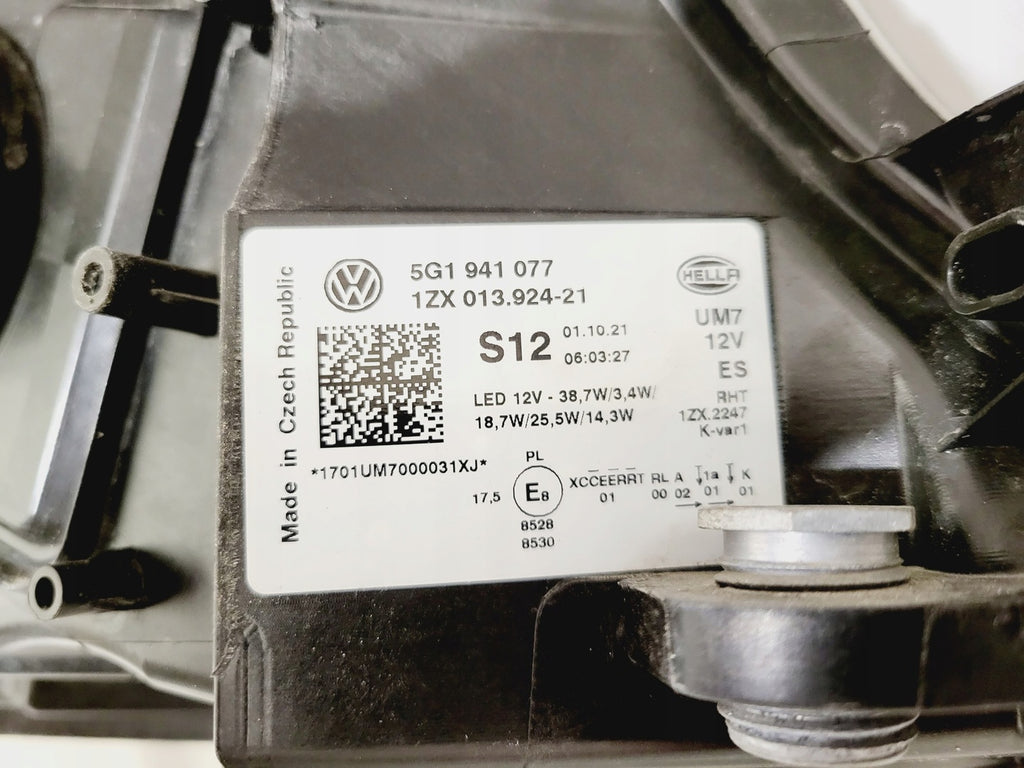 Made in Czech Republic
VW
5G1 941 077
1ZX 013.924-21
HELLA
S12
01.10.21
06:03:27
UM7
12V
ES
RHT
1ZX.2247
K-var1
LED 12V - 38,7W/3,4W/
18,7W/25,5W/14,3W
*1701UM7000031XJ*
PL
17,5 E8 XCCEERRT RL A 1a K
01 00 02 01 01
8528
8530